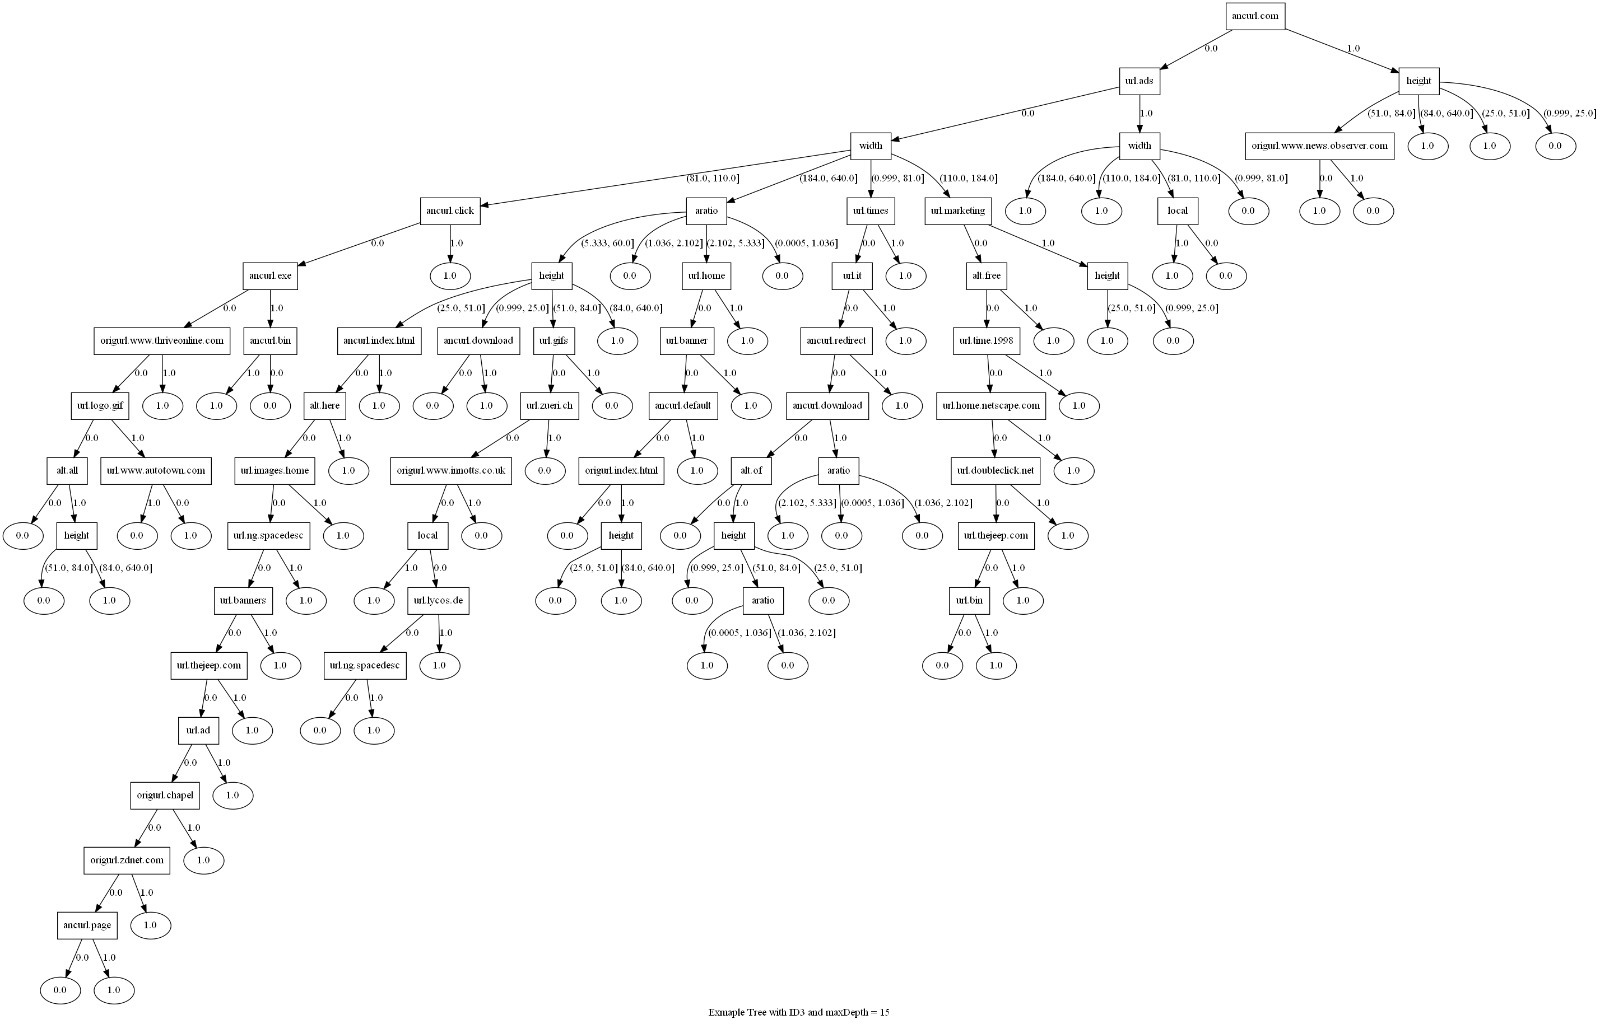 ancurl.com
0.0 1.0
url.ads height
0.0 1.0 (51.0, 84.0] (84.0, 640.0] (25.0, 51.0] (0.999, 25.0]
width width origurl.www.news.observer.com 1.0 1.0 0.0
(81.0, 110.0] (184.0, 640.0] (0.999, 81.0] (110.0, 184.0] (184.0, 640.0] (110.0, 184.0] (81.0, 110.0] (0.999, 81.0] 0.0 1.0
ancurl.click aratio url.times url.marketing 1.0 1.0 local 0.0 1.0 0.0
0.0 1.0 (5.333, 60.0] (1.036, 2.102] (2.102, 5.333] (0.0005, 1.036] 0.0 1.0 0.0 1.0 1.0 0.0
ancurl.exe 1.0 height 0.0 url.home 0.0 url.it 1.0 alt.free height 1.0 0.0
0.0 1.0 (25.0, 51.0] (0.999, 25.0] (51.0, 84.0] (84.0, 640.0] 0.0 1.0 0.0 1.0 0.0 1.0 (25.0, 51.0] (0.999, 25.0]
origurl.www.thriveonline.com ancurl.bin ancurl.index.html ancurl.download url.gifs 1.0 url.banner 1.0 ancurl.redirect 1.0 url.time.1998 1.0 1.0 0.0
0.0 1.0 1.0 0.0 0.0 1.0 0.0 1.0 0.0 1.0 0.0 1.0 0.0 1.0 0.0 1.0
url.logo.gif 1.0 1.0 0.0 alt.here 1.0 0.0 1.0 url.zueri.ch 0.0 ancurl.default 1.0 ancurl.download 1.0 url.home.netscape.com 1.0
0.0 1.0 0.0 1.0 0.0 1.0 0.0 1.0 0.0 1.0 0.0 1.0
alt.all url.www.autotown.com url.images.home 1.0 origurl.www.innotts.co.uk 0.0 origurl.index.html 1.0 alt.of aratio url.doubleclick.net 1.0
0.0 1.0 1.0 0.0 0.0 1.0 0.0 1.0 0.0 1.0 0.0 1.0 (2.102, 5.333] (0.0005, 1.036] (1.036, 2.102] 0.0 1.0
0.0 height 0.0 1.0 url.ng.spacedesc 1.0 local 0.0 0.0 height 0.0 height 1.0 0.0 0.0 url.thejeep.com 1.0
(51.0, 84.0] (84.0, 640.0] 0.0 1.0 1.0 0.0 (25.0, 51.0] (84.0, 640.0] (0.999, 25.0] (51.0, 84.0] (25.0, 51.0] 0.0 1.0
0.0 1.0 url.banners 1.0 1.0 url.lycos.de 0.0 1.0 0.0 aratio 0.0 url.bin 1.0
0.0 1.0 0.0 1.0 (0.0005, 1.036] (1.036, 2.102] 0.0 1.0
url.thejeep.com 1.0 url.ng.spacedesc 1.0 1.0 0.0 0.0 1.0
0.0 1.0 0.0 1.0
url.ad 1.0 0.0 1.0
0.0 1.0
origurl.chapel 1.0
0.0 1.0
origurl.zdnet.com 1.0
0.0 1.0
ancurl.page 1.0
0.0 1.0
0.0 1.0
Exmaple Tree with ID3 and maxDepth = 15